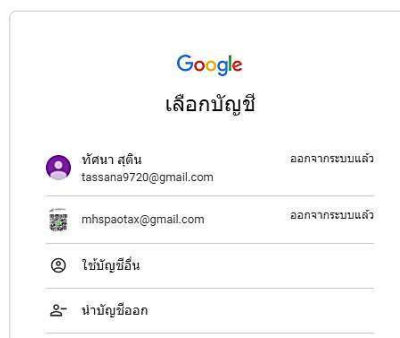 Google
เลือกบัญชี
ทัศนา สุติน
ออกจากระบบแล้ว
tassana9720@gmail.com
mhspaotax@gmail.com
ออกจากระบบแล้ว
ใช้บัญชีอื่น
นำบัญชีออก